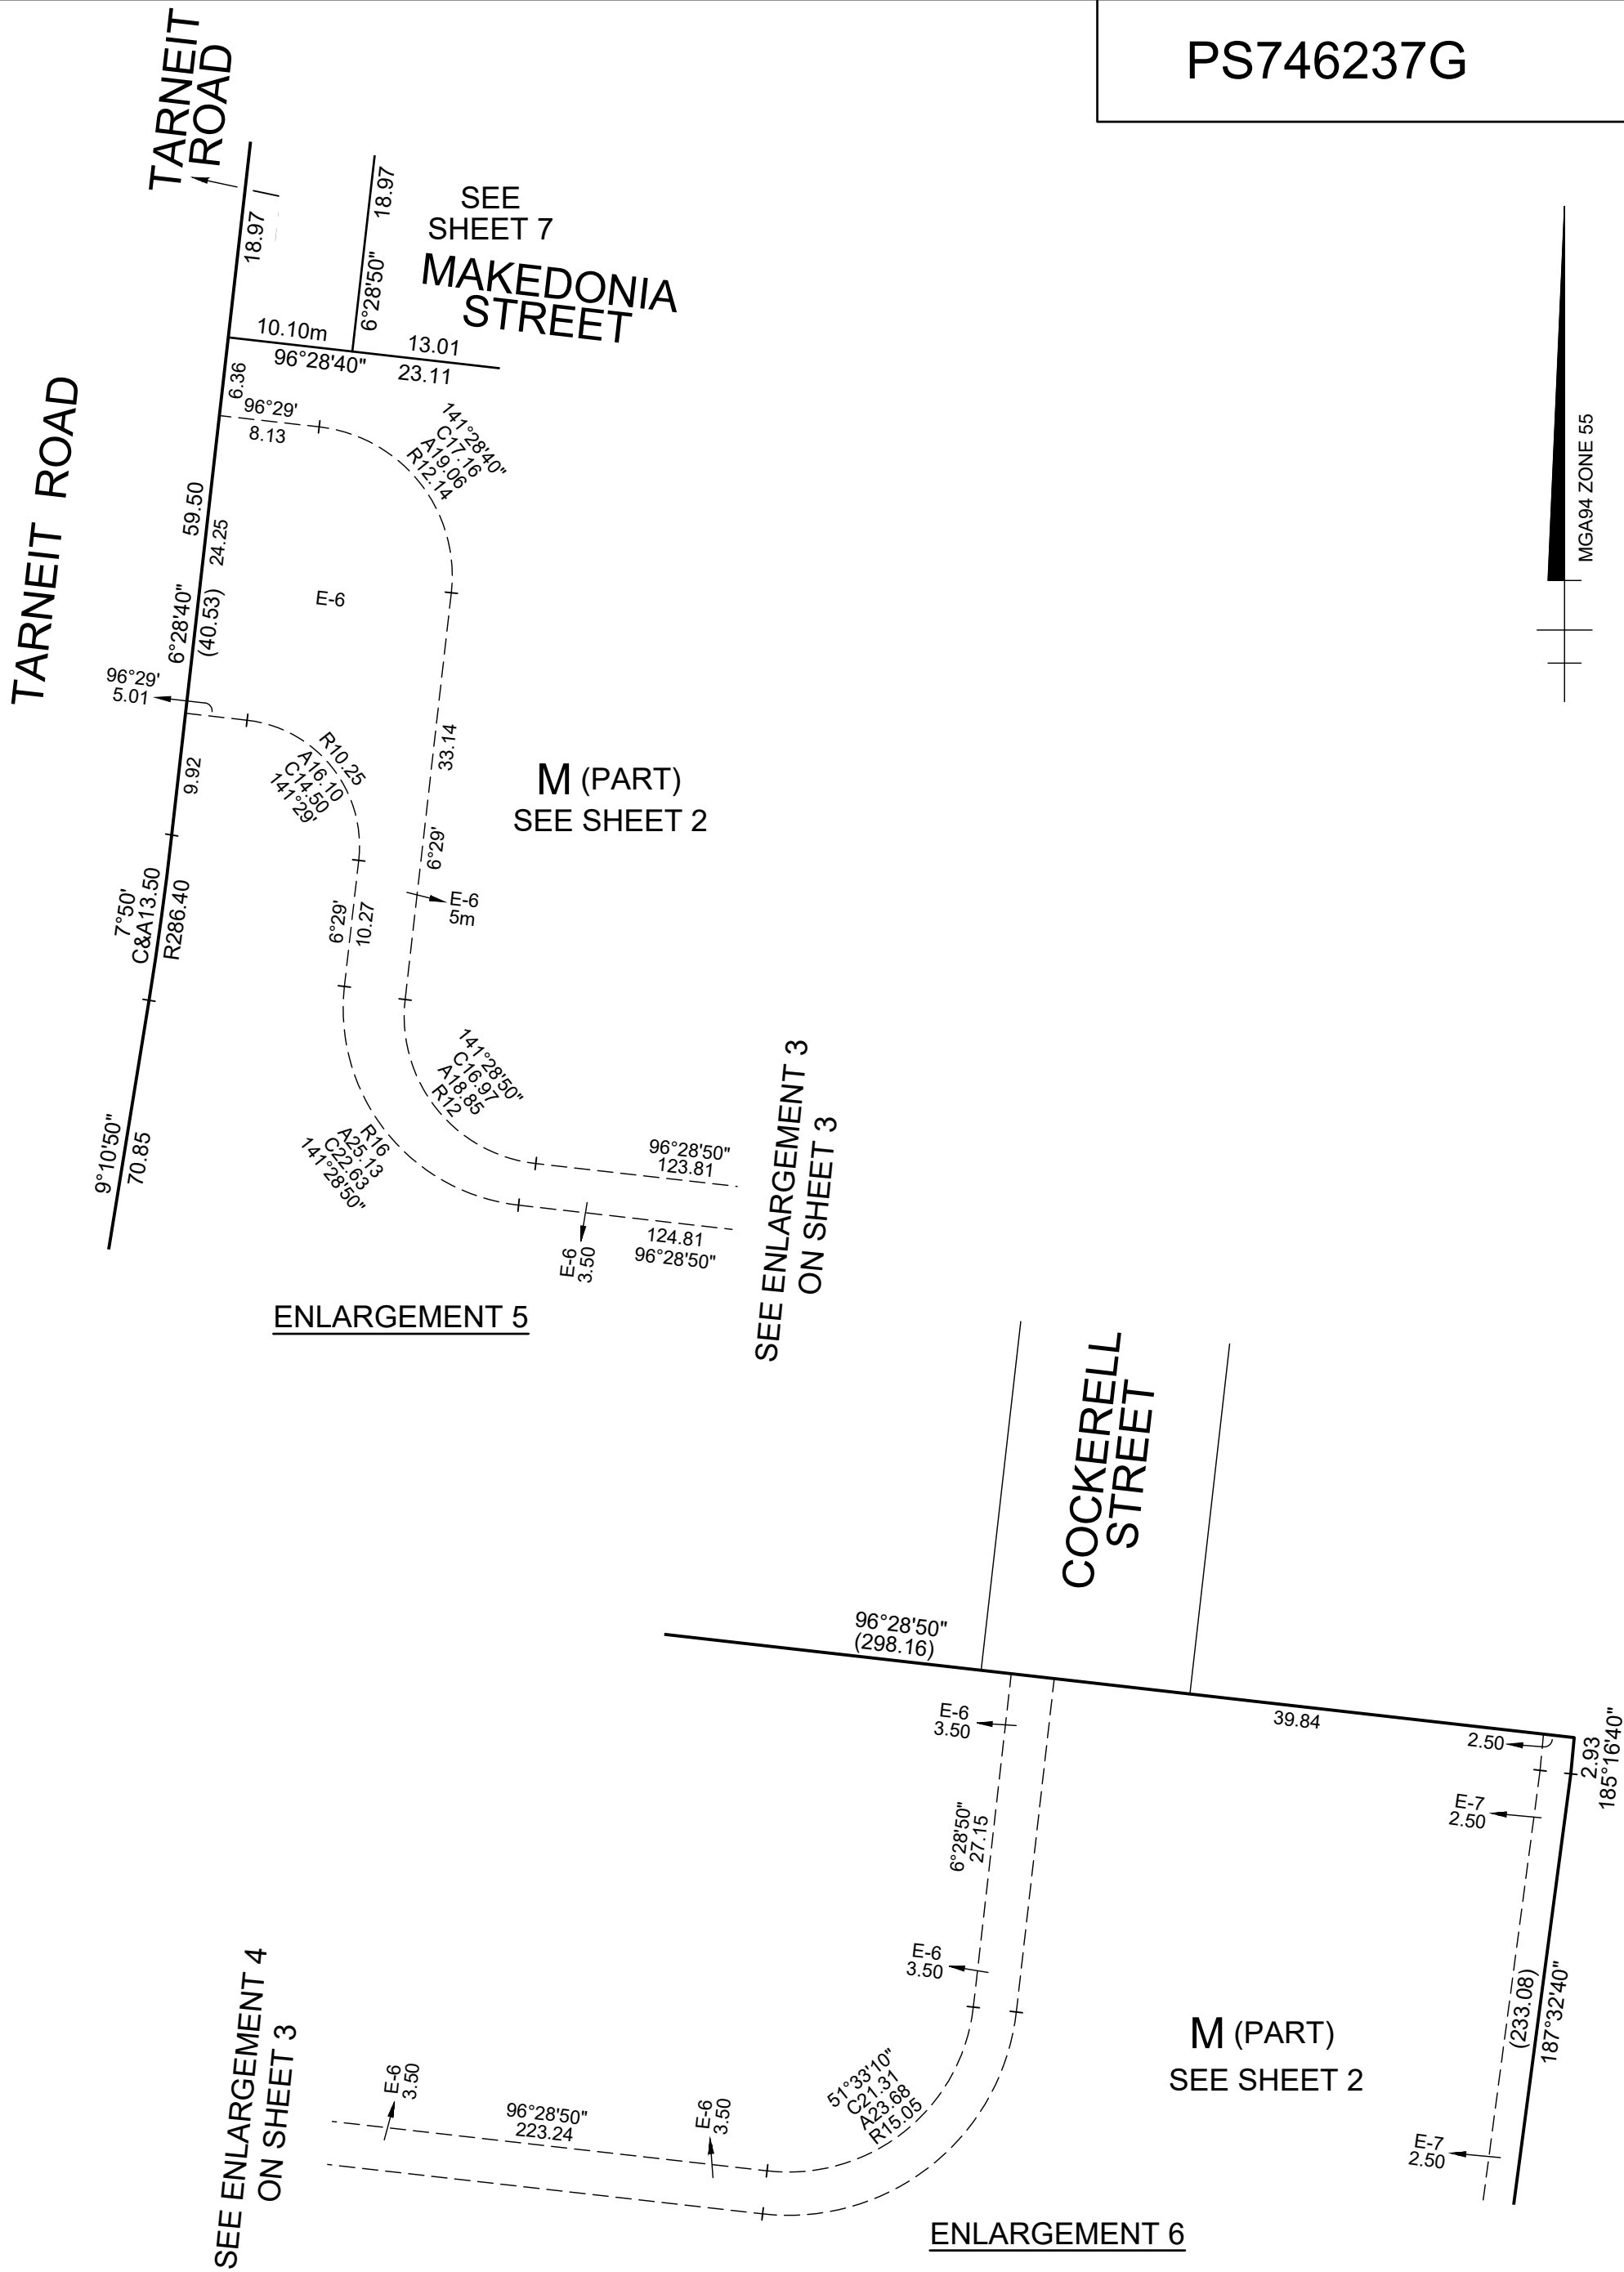 PS746237G
TARNEIT
ROAD
18.97
18.97
6°28'50"
SEE
SHEET 7
MAKEDONIA
STREET
10.10m
13.01
96°28'40"
23.11
6.36
96°29'
8.13
141°28'40"
C17.16
A19.06
R12.14
TARNEIT ROAD
59.50
24.25
6°28'40"
(40.53)
E-6
MGA94 ZONE 55
96°29'
5.01
9.92
R10.25
A16.10
C14.50
141°29'
33.14
6°29'
M (PART)
SEE SHEET 2
7°50'
C&A13.50
R286.40
6°29'
10.27
E-6
5m
141°28'50"
C16.97
A18.85
R12
R16
A25.13
C22.63
141°28'50"
9°10'50"
70.85
96°28'50"
123.81
124.81
96°28'50"
E-6
3.50
SEE ENLARGEMENT 3
ON SHEET 3
ENLARGEMENT 5
COCKERELL
STREET
96°28'50"
(298.16)
E-6
3.50
39.84
2.50
2.93
185°16'40"
E-7
2.50
6°28'50"
27.15
E-6
3.50
(233.08)
187°32'40"
M (PART)
SEE SHEET 2
SEE ENLARGEMENT 4
ON SHEET 3
E-6
3.50
96°28'50"
223.24
E-6
3.50
51°33'10"
C21.31
A23.68
R15.05
E-7
2.50
ENLARGEMENT 6